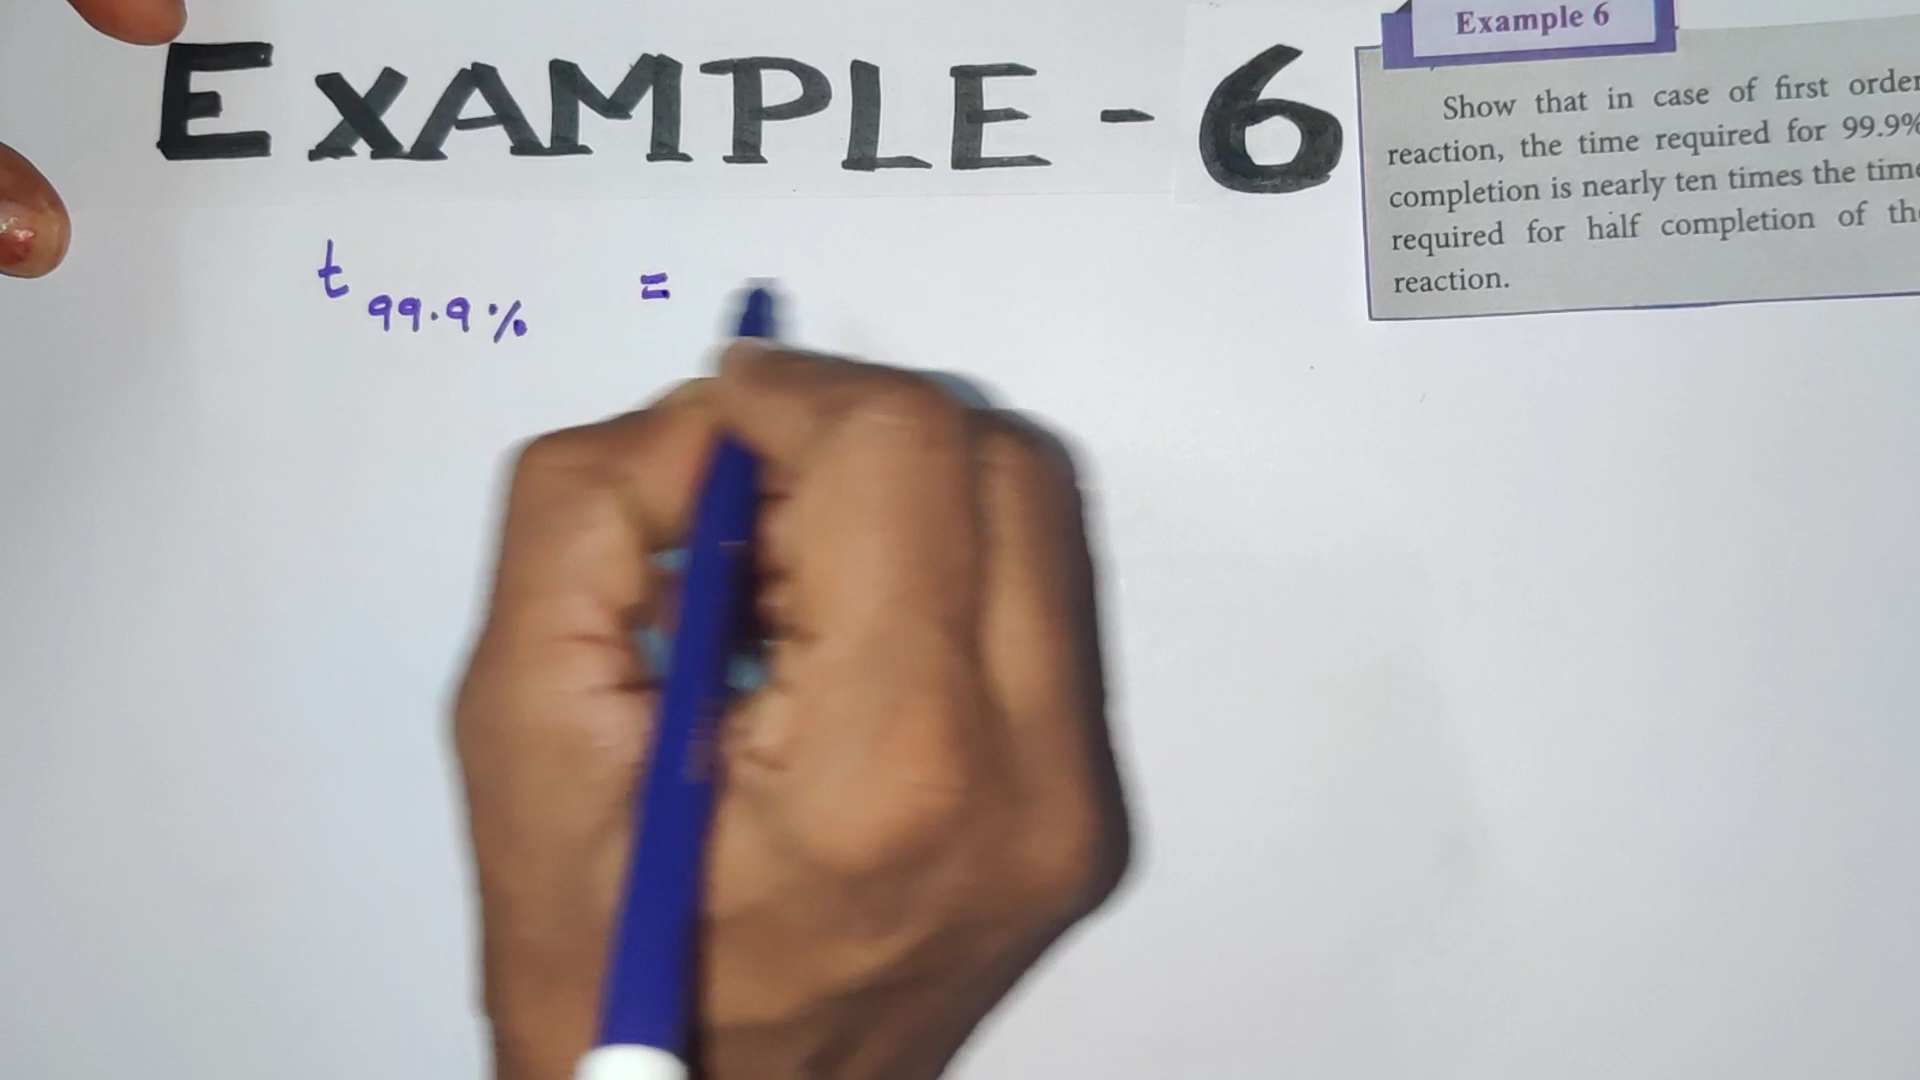 EXAMPLE - 6
t 99.9% =
Example 6
Show that in case of first order
reaction, the time required for 99.9%
completion is nearly ten times the time
required for half completion of the
reaction.